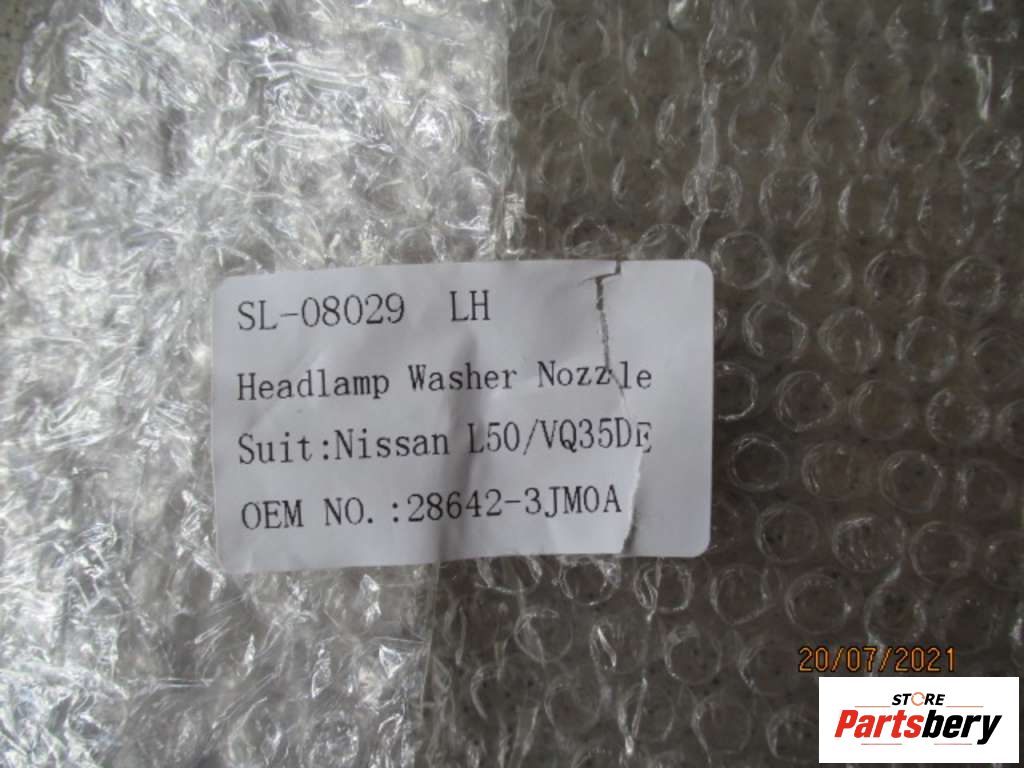 SL-08029 LH
Headlamp Washer Nozzle
Suit:Nissan L50/VQ35DE
OEM NO.:28642-3JM0A
20/07/2021
STORE
Partsbery